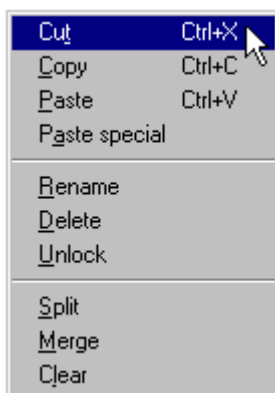 Cut Ctrl+X
Copy Ctrl+C
Paste Ctrl+V
Paste special
Rename
Delete
Unlock
Split
Merge
Clear